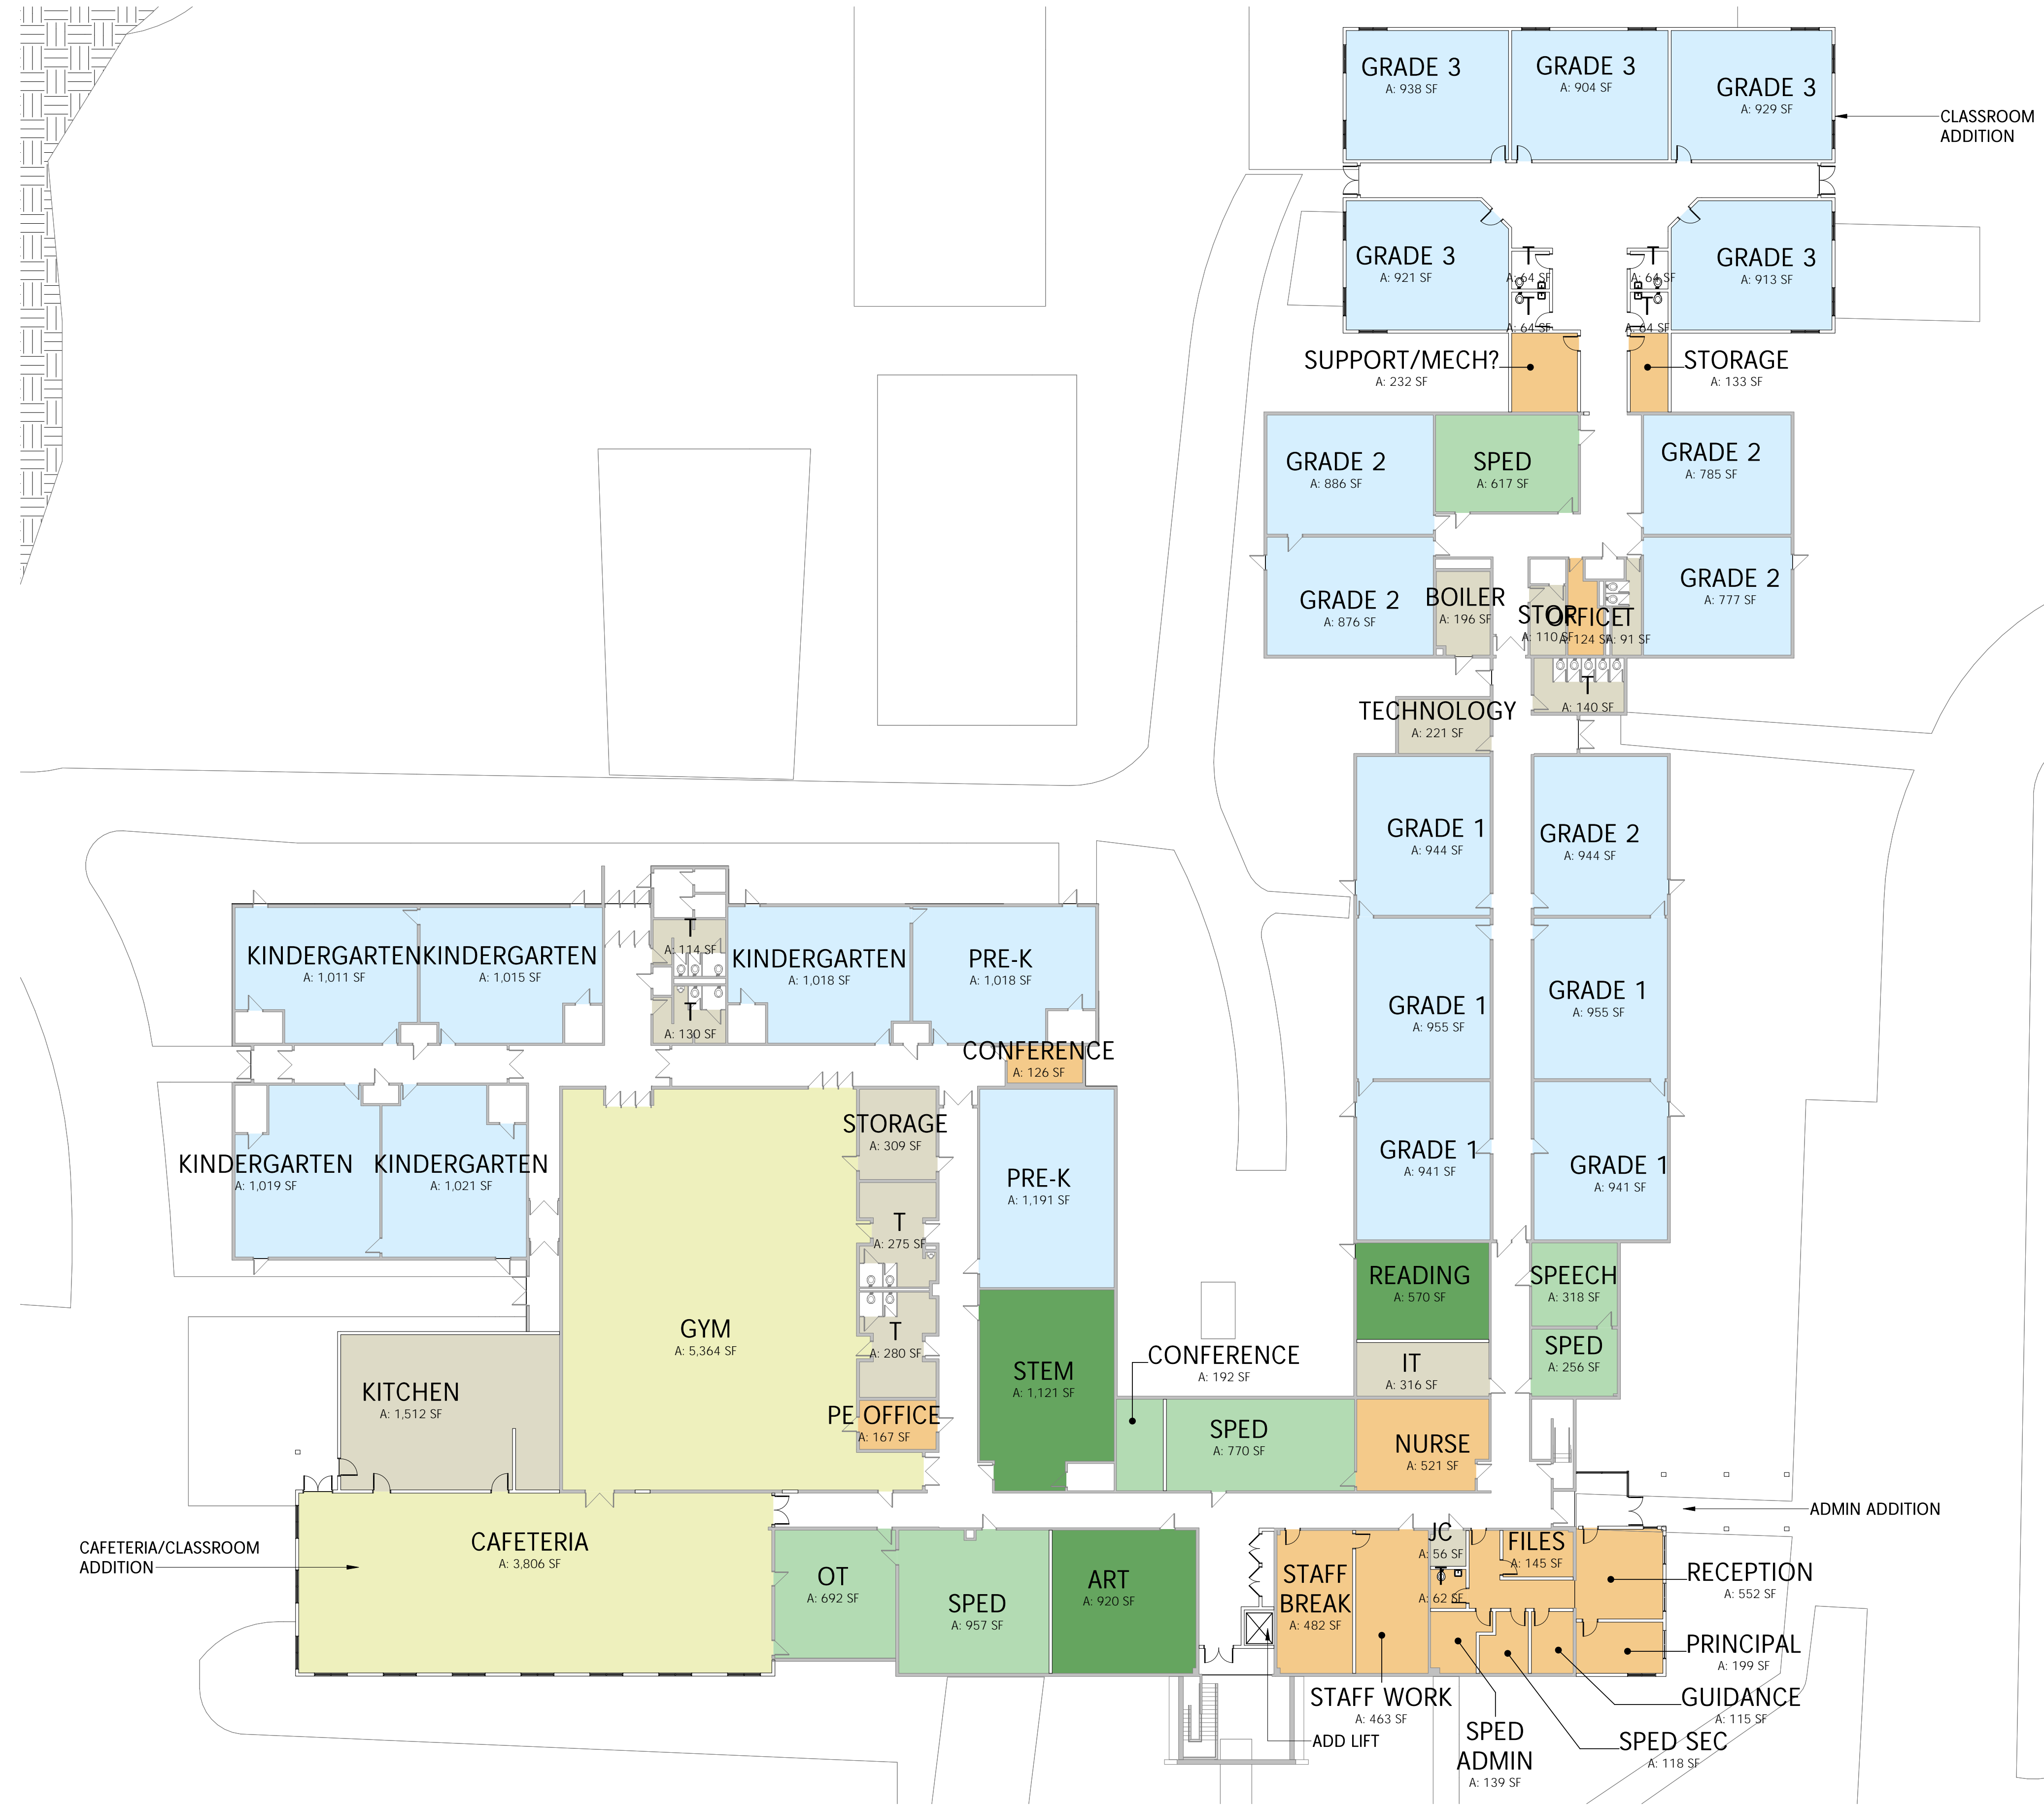 GRADE 3
A: 938 SF
GRADE 3
A: 904 SF
GRADE 3
A: 929 SF
CLASSROOM
ADDITION
GRADE 3
A: 921 SF
T
A: 64 SF
T
A: 64 SF
GRADE 3
A: 913 SF
T
A: 64 SF
T
A: 64 SF
SUPPORT/MECH?
A: 232 SF
STORAGE
A: 133 SF
GRADE 2
A: 886 SF
SPED
A: 617 SF
GRADE 2
A: 785 SF
GRADE 2
A: 876 SF
BOILER
A: 196 SF
STOR
A: 110 SF
OFFICE
A: 124 SF
T
A: 91 SF
GRADE 2
A: 777 SF
T
A: 140 SF
TECHNOLOGY
A: 221 SF
GRADE 1
A: 944 SF
GRADE 2
A: 944 SF
KINDERGARTEN
A: 1,011 SF
KINDERGARTEN
A: 1,015 SF
T
A: 114 SF
T
A: 130 SF
KINDERGARTEN
A: 1,018 SF
PRE-K
A: 1,018 SF
GRADE 1
A: 955 SF
GRADE 1
A: 955 SF
CONFERENCE
A: 126 SF
KINDERGARTEN
A: 1,019 SF
KINDERGARTEN
A: 1,021 SF
STORAGE
A: 309 SF
PRE-K
A: 1,191 SF
GRADE 1
A: 941 SF
GRADE 1
A: 941 SF
T
A: 275 SF
READING
A: 570 SF
SPEECH
A: 318 SF
GYM
A: 5,364 SF
T
A: 280 SF
STEM
A: 1,121 SF
CONFERENCE
A: 192 SF
IT
A: 316 SF
SPED
A: 256 SF
KITCHEN
A: 1,512 SF
PE OFFICE
A: 167 SF
SPED
A: 770 SF
NURSE
A: 521 SF
ADMIN ADDITION
CAFETERIA/CLASSROOM
ADDITION
CAFETERIA
A: 3,806 SF
OT
A: 692 SF
SPED
A: 957 SF
ART
A: 920 SF
STAFF
BREAK
A: 482 SF
JC
A: 56 SF
T
A: 62 SF
FILES
A: 145 SF
RECEPTION
A: 552 SF
PRINCIPAL
A: 199 SF
STAFF WORK
A: 463 SF
GUIDANCE
A: 115 SF
ADD LIFT
SPED
ADMIN
A: 139 SF
SPED SEC
A: 118 SF